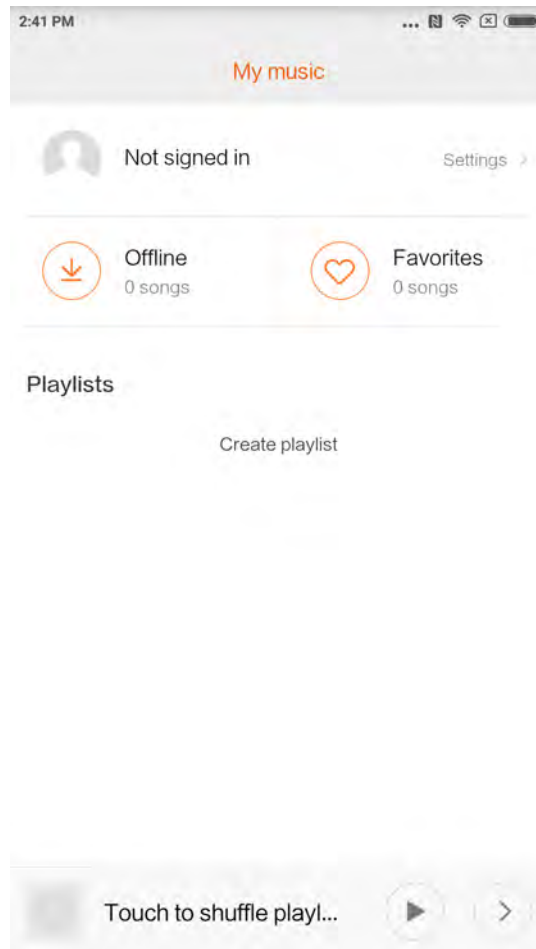 2:41 PM
My music
Not signed in
Settings
Offline
0 songs
Favorites
0 songs
Playlists
Create playlist
Touch to shuffle playl...